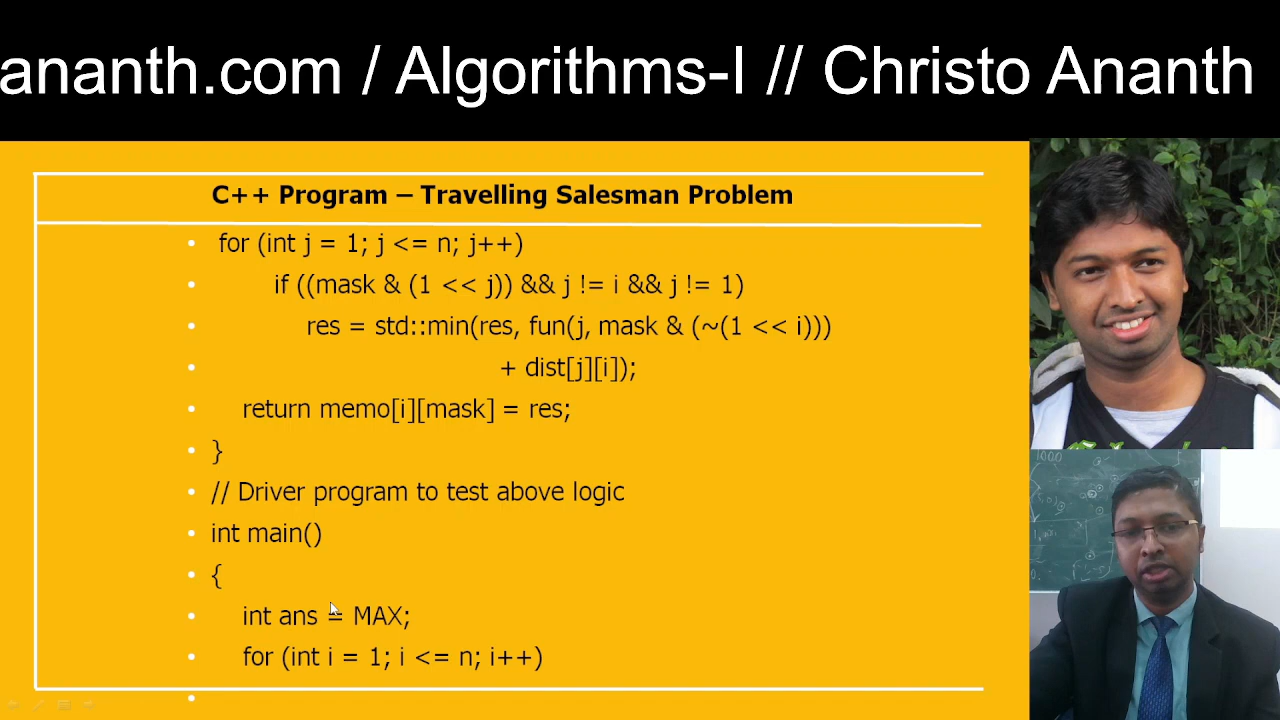 ananth.com / Algorithms-I // Christo Ananth
C++ Program – Travelling Salesman Problem
• for (int j = 1; j <= n; j++)
• if ((mask & (1 << j)) && j != i && j != 1)
• res = std::min(res, fun(j, mask & (~(1 << i)))
• + dist[j][i]);
• return memo[i][mask] = res;
• }
• // Driver program to test above logic
• int main()
• {
• int ans = MAX;
• for (int i = 1; i <= n; i++)
•